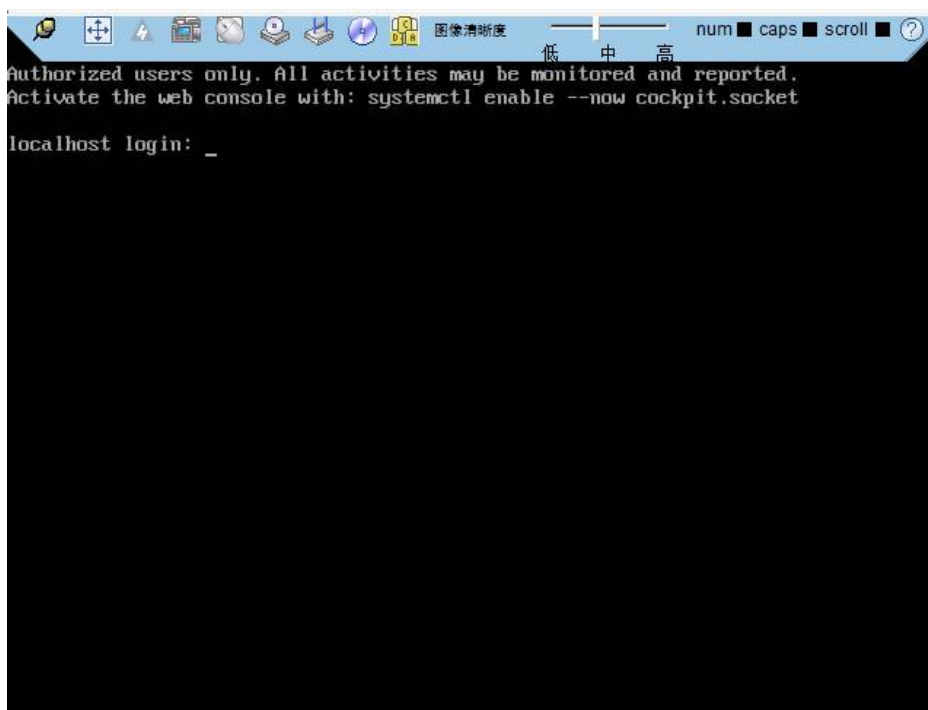 图像清晰度 低 中 高 num caps scroll ?
Authorized users only. All activities may be monitored and reported.
Activate the web console with: systemctl enable --now cockpit.socket
localhost login: _